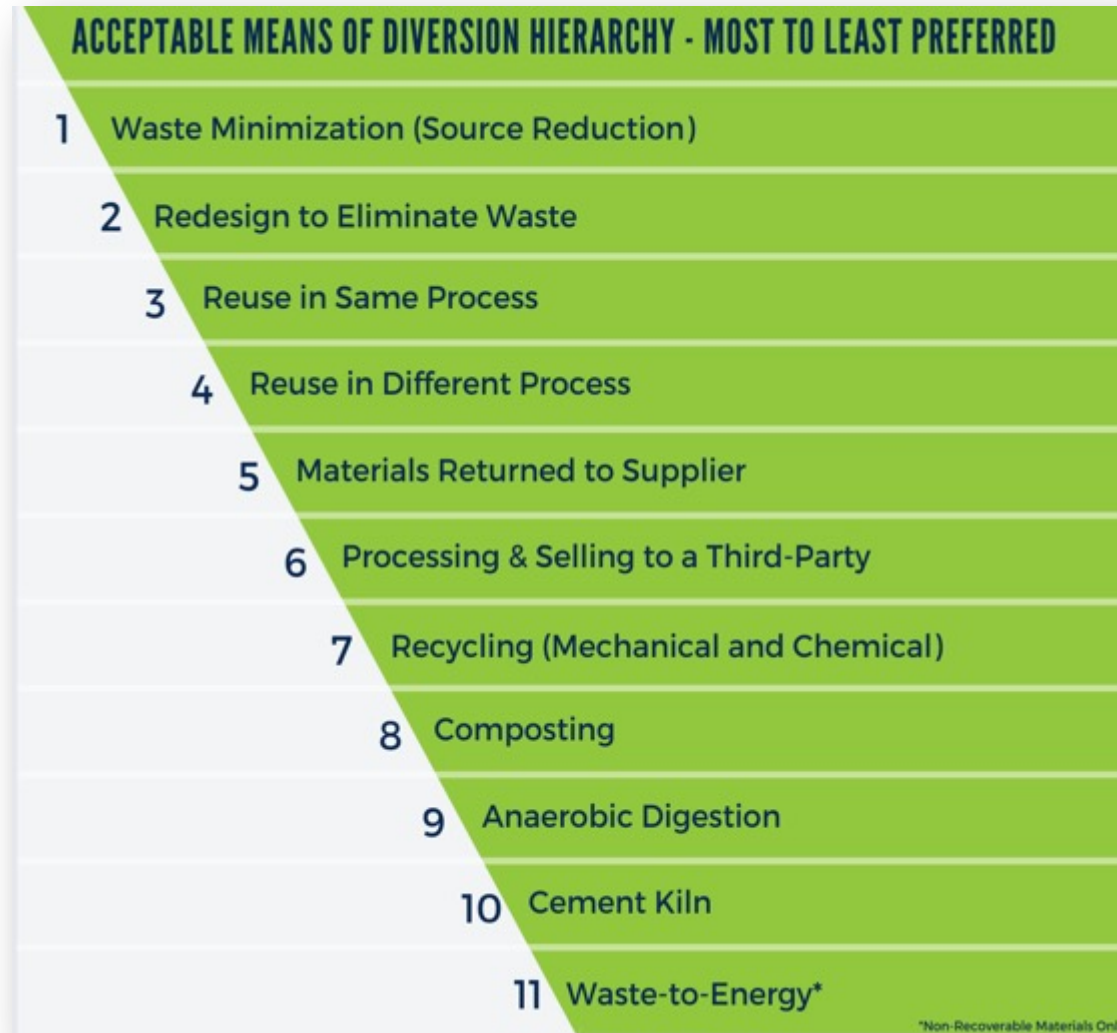 ACCEPTABLE MEANS OF DIVERSION HIERARCHY - MOST TO LEAST PREFERRED
1 Waste Minimization (Source Reduction)
2 Redesign to Eliminate Waste
3 Reuse in Same Process
4 Reuse in Different Process
5 Materials Returned to Supplier
6 Processing & Selling to a Third-Party
7 Recycling (Mechanical and Chemical)
8 Composting
9 Anaerobic Digestion
10 Cement Kiln
11 Waste-to-Energy*
*Non-Recoverable Materials Onl